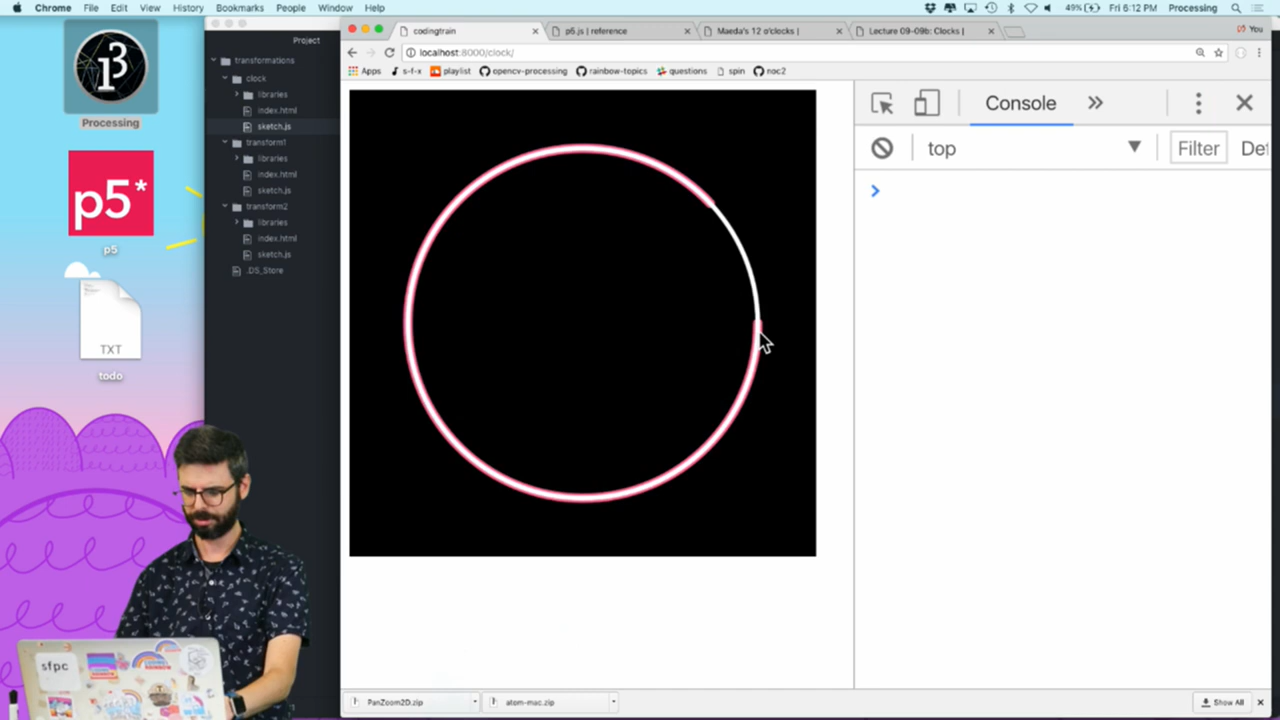 Chrome File Edit View History Bookmarks People Window Help 49% Fri 6:12 PM Processing
codingtrain p5.js | reference Maeda's 12 o'clocks | Lecture 09-09b: Clocks | You
localhost:8000/clock/
Apps s-f-x playlist opencv-processing rainbow-topics questions spin noc2
Project
transformations
clock
libraries
index.html
sketch.js
transform1
libraries
index.html
sketch.js
transform2
libraries
index.html
sketch.js
.DS_Store
Processing
p5*
p5
TXT
todo
Console
top Filter Def
sfpc
PanZoom2D.zip atom-mac.zip Show All